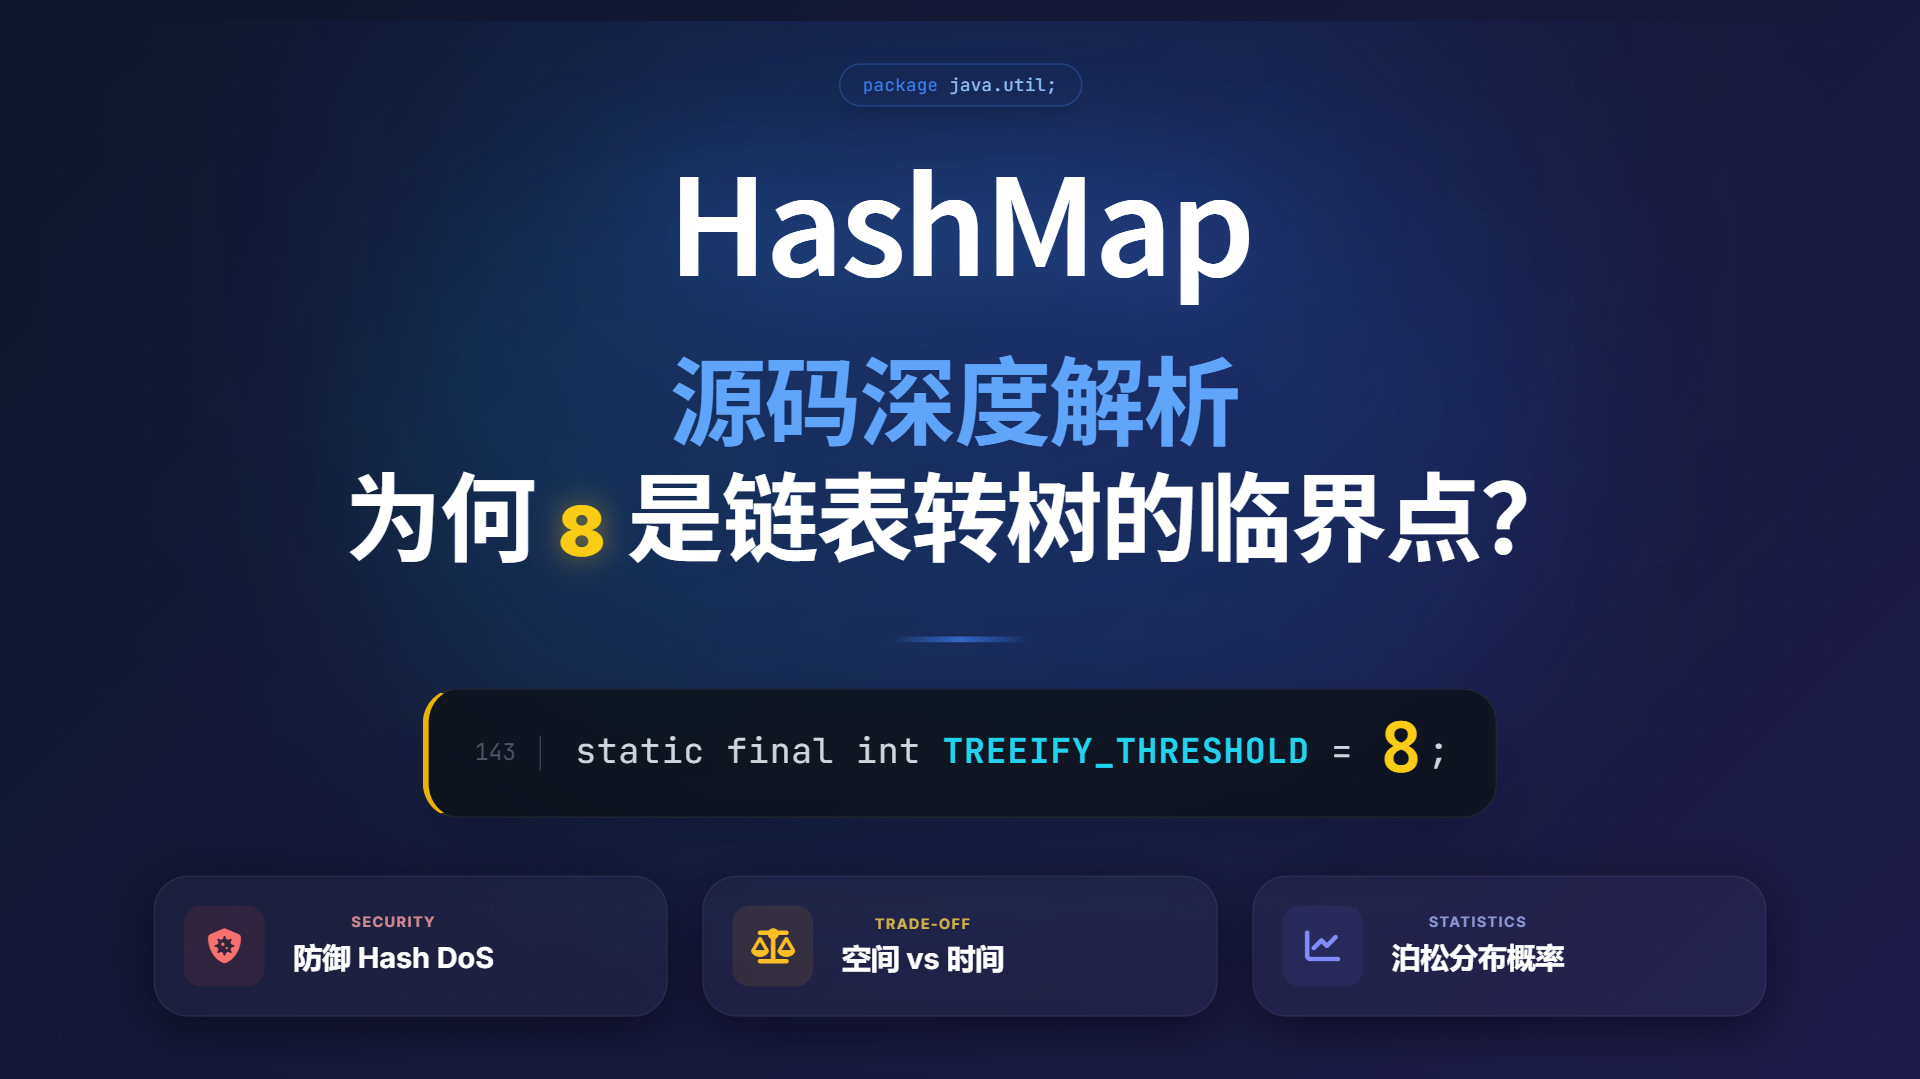 package java.util;
HashMap
源码深度解析
为何 8 是链表转树的临界点?
143 static final int TREEIFY_THRESHOLD = 8;
SECURITY
防御 Hash DoS
TRADE-OFF
空间 vs 时间
STATISTICS
泊松分布概率